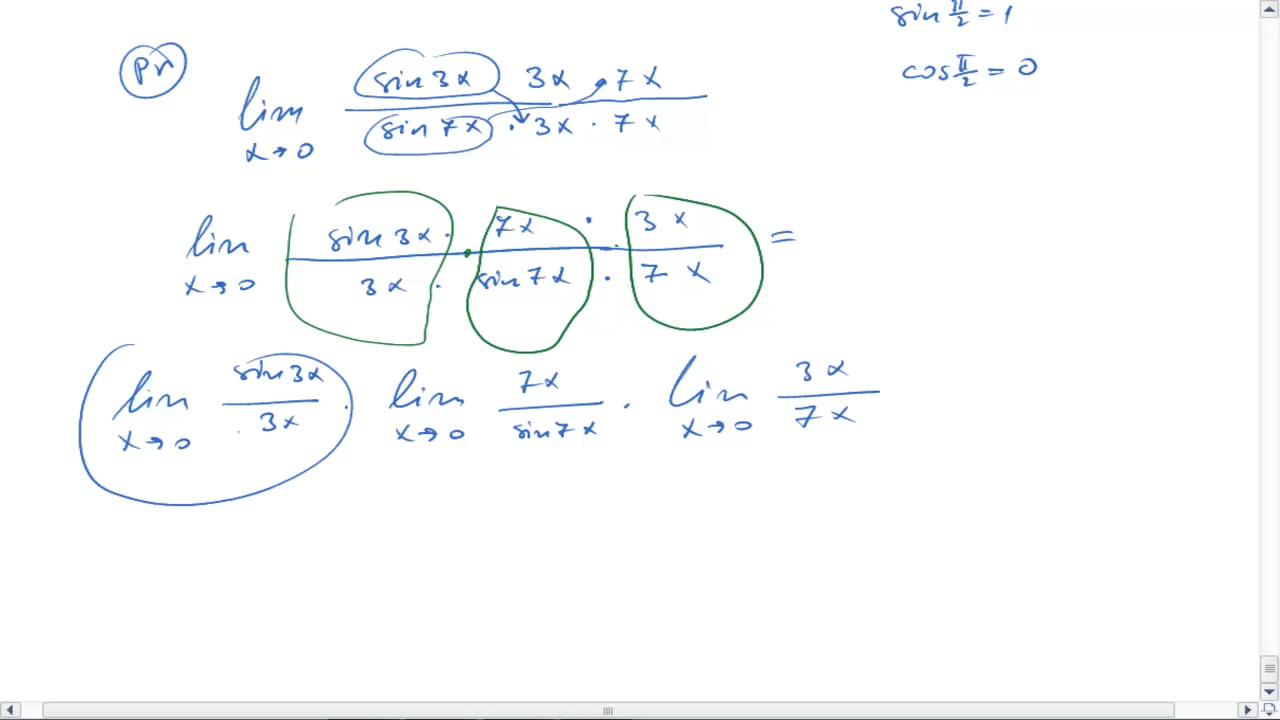 sin π/2 = 1
cos π/2 = 0
Pr
lim x→0 (sin 3x · 3x · 7x) / (sin 7x · 3x · 7x)
lim x→0 (sin 3x · 7x · 3x) / (3x · sin 7x · 7x) =
lim x→0 (sin 3x) / (3x) · lim x→0 (7x) / (sin 7x) · lim x→0 (3x) / (7x)